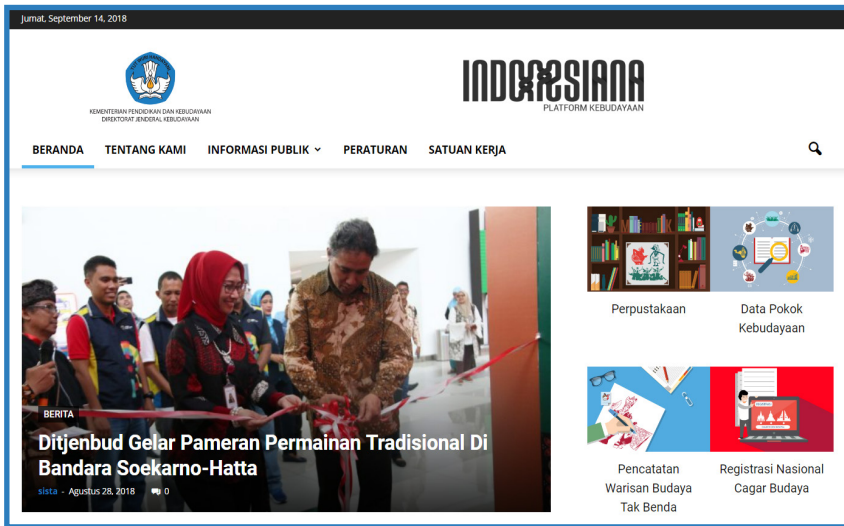 Jumat, September 14, 2018
KEMENTERIAN PENDIDIKAN DAN KEBUDAYAAN
DIREKTORAT JENDERAL KEBUDAYAAN
INDONESIANA
PLATFORM KEBUDAYAAN
BERANDA TENTANG KAMI INFORMASI PUBLIK PERATURAN SATUAN KERJA
BERITA
Ditjenbud Gelar Pameran Permainan Tradisional Di
Bandara Soekarno-Hatta
sista - Agustus 28, 2018 0
Perpustakaan
Data Pokok
Kebudayaan
Pencatatan
Warisan Budaya
Tak Benda
Registrasi Nasional
Cagar Budaya